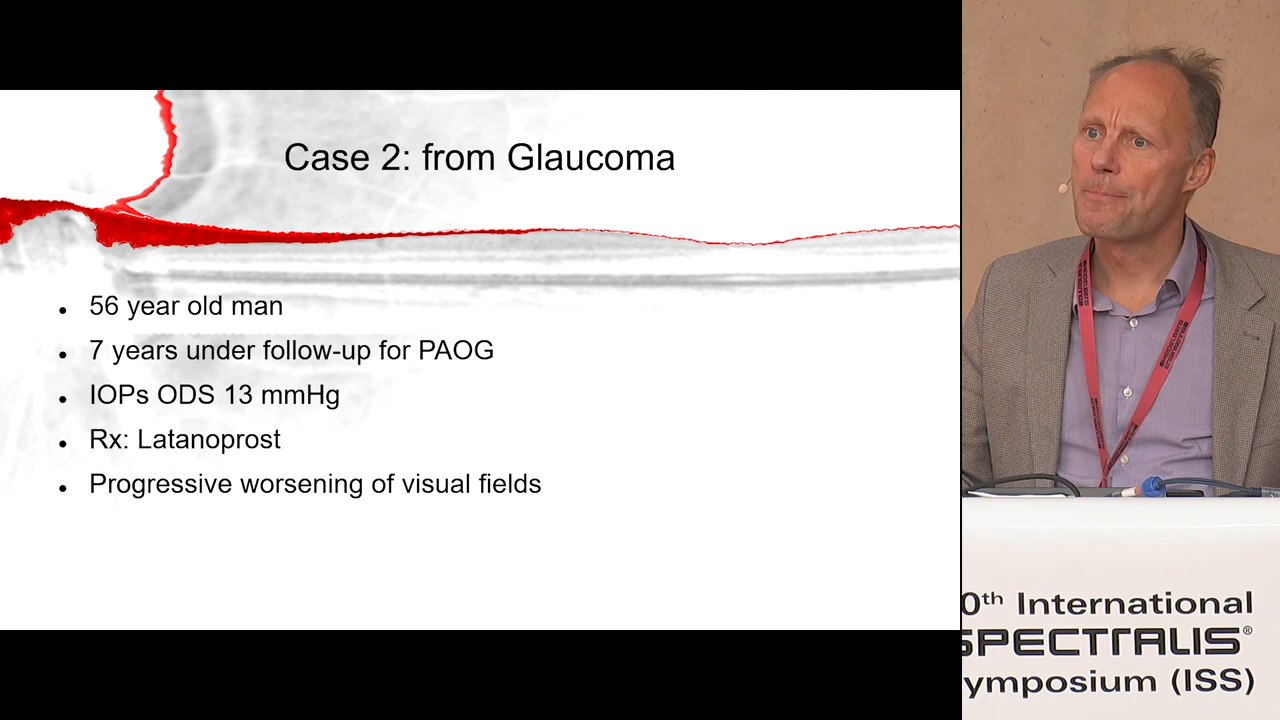 Case 2: from Glaucoma
56 year old man
7 years under follow-up for PAOG
IOPs ODS 13 mmHg
Rx: Latanoprost
Progressive worsening of visual fields
0th International
SPECTRALIS®
ymposium (ISS)